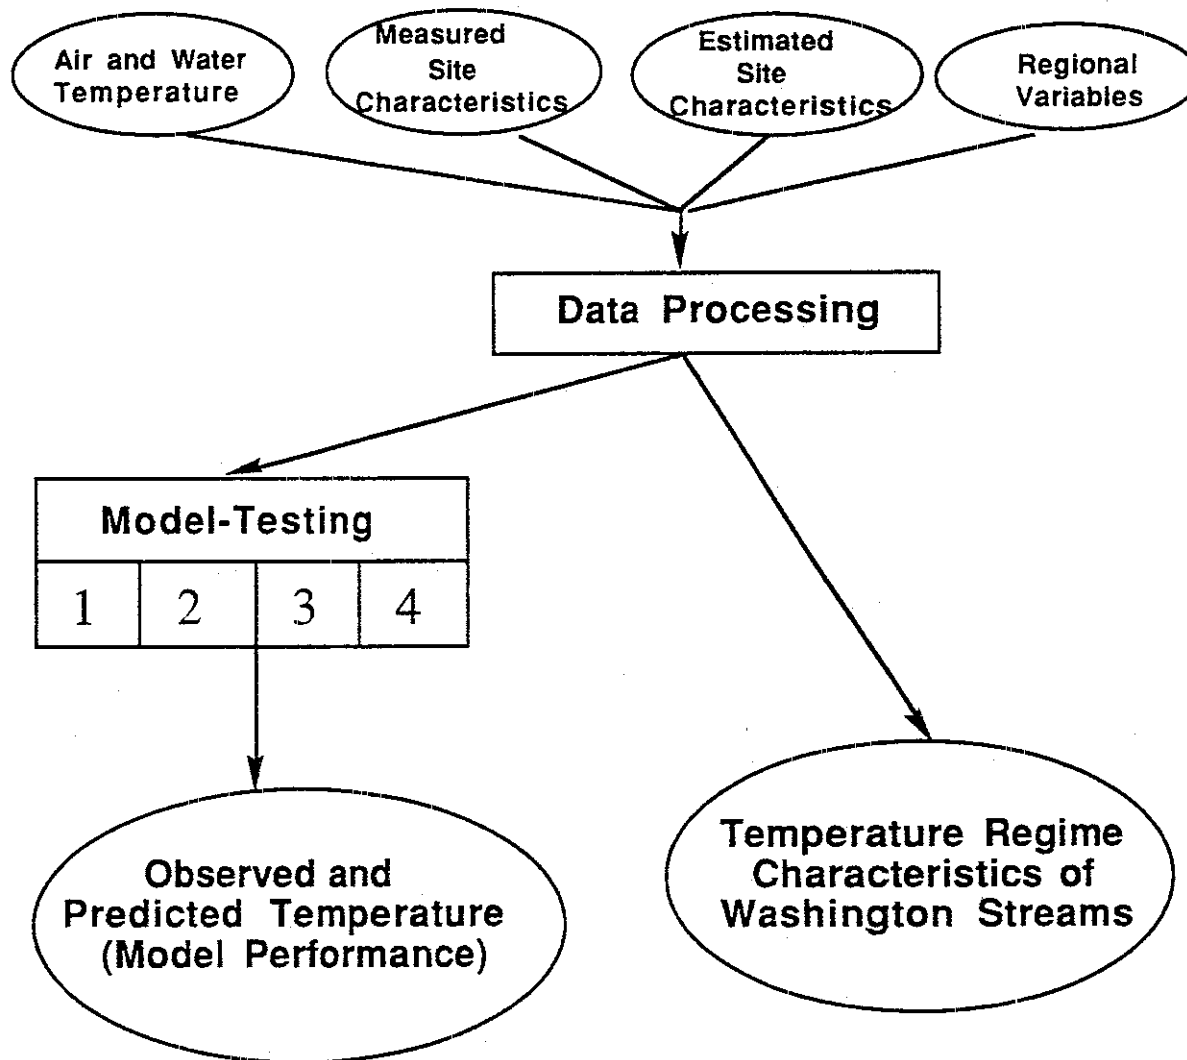 Air and Water
Temperature
Measured
Site
Characteristics
Estimated
Site
Characteristics
Regional
Variables
Data Processing
Model-Testing
1 2 3 4
Observed and
Predicted Temperature
(Model Performance)
Temperature Regime
Characteristics of
Washington Streams